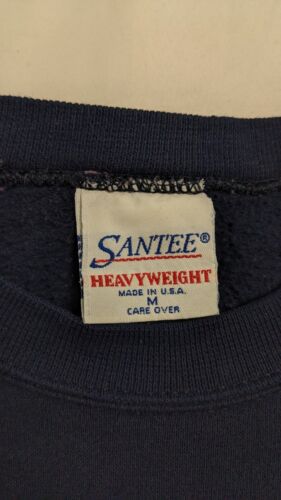 SANTEE®
HEAVYWEIGHT
MADE IN U.S.A.
M
CARE OVER